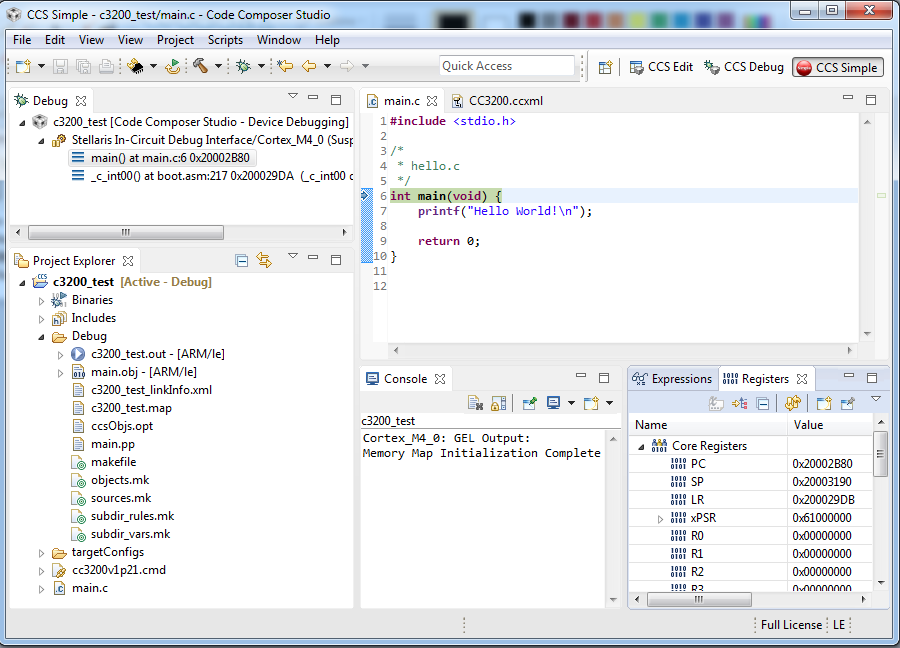 CCS Simple - c3200_test/main.c - Code Composer Studio
File Edit View View Project Scripts Window Help
Quick Access
CCS Edit CCS Debug CCS Simple
Debug
c3200_test [Code Composer Studio - Device Debugging]
Stellaris In-Circuit Debug Interface/Cortex_M4_0 (Susp
main() at main.c:6 0x20002B80
_c_int00() at boot.asm:217 0x200029DA (_c_int00 c
Project Explorer
c3200_test [Active - Debug]
Binaries
Includes
Debug
c3200_test.out - [ARM/le]
main.obj - [ARM/le]
c3200_test_linkInfo.xml
c3200_test.map
ccsObjs.opt
main.pp
makefile
objects.mk
sources.mk
subdir_rules.mk
subdir_vars.mk
targetConfigs
cc3200v1p21.cmd
main.c
main.c CC3200.ccxml
1 #include <stdio.h>
2
3 /*
4 * hello.c
5 */
6 int main(void) {
7 printf("Hello World!\n");
8
9 return 0;
10 }
11
12
Console
c3200_test
Cortex_M4_0: GEL Output:
Memory Map Initialization Complete
Expressions Registers
Name Value
Core Registers
PC 0x20002B80
SP 0x20003190
LR 0x200029DB
xPSR 0x61000000
R0 0x00000000
R1 0x00000000
R2 0x00000000
R3 0x00000000
Full License LE